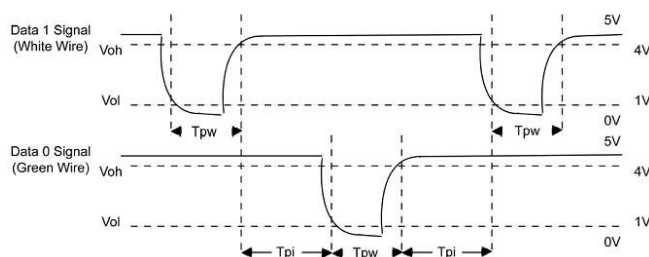 Data 1 Signal
(White Wire)
Voh
Vol
5V
4V
1V
0V
Tpw
Tpw
Data 0 Signal
(Green Wire)
Voh
Vol
5V
4V
1V
0V
Tpi
Tpw
Tpi